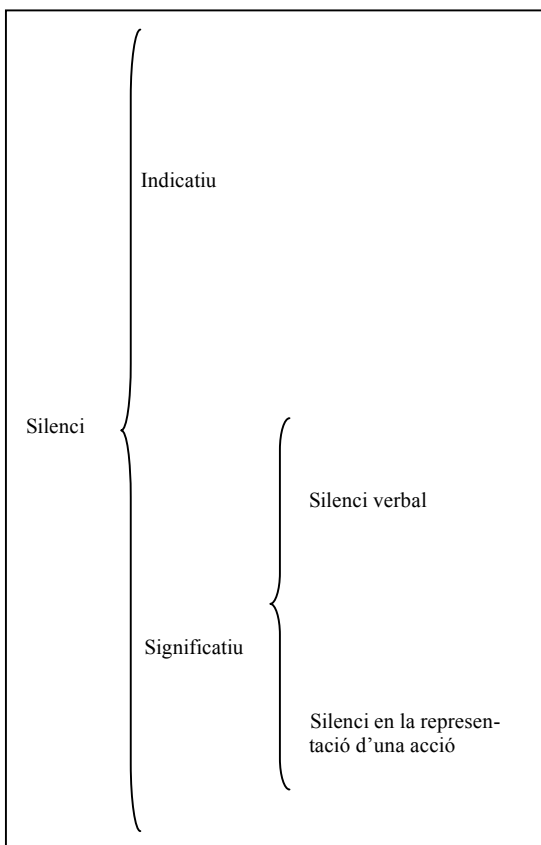 Indicatiu
Silenci
Silenci verbal
Significatiu
Silenci en la represen-
tació d’una acció